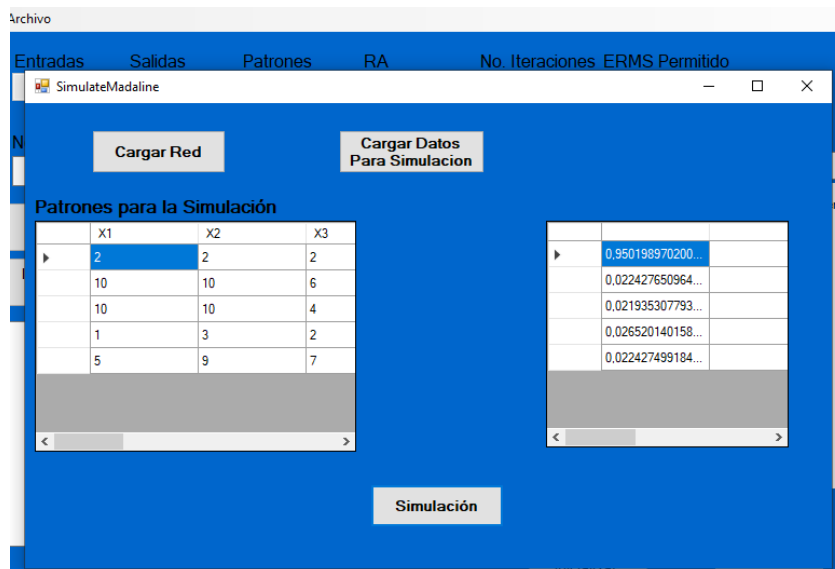 Archivo
Entradas Salidas Patrones RA No. Iteraciones ERMS Permitido
SimulateMadaline
Cargar Red
Cargar Datos
Para Simulacion
Patrones para la Simulación
X1 X2 X3
2 2 2 0,950198970200...
10 10 6 0,022427650964...
10 10 4 0,021935307793...
1 3 2 0,026520140158...
5 9 7 0,022427499184...
Simulación